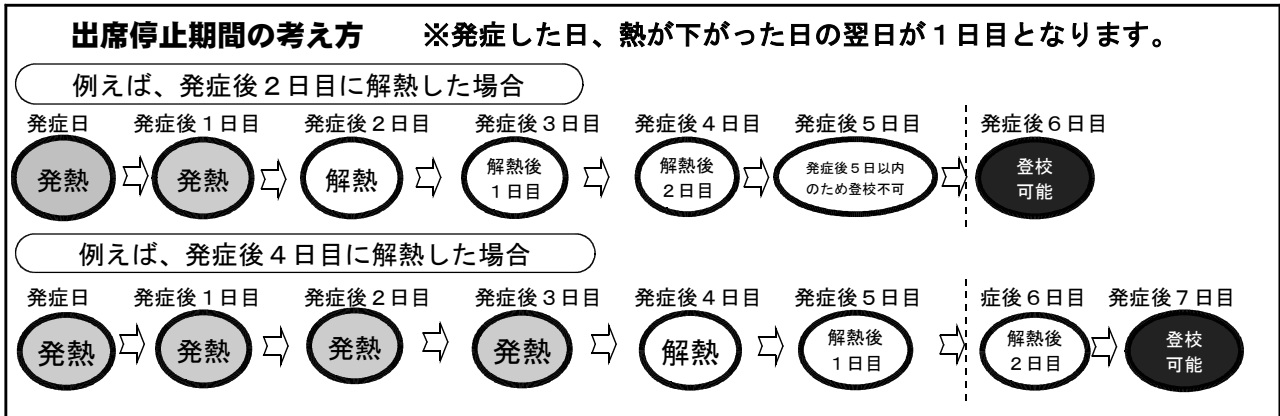 出席停止期間の考え方　※発症した日、熱が下がった日の翌日が１日目となります。
例えば、発症後２日目に解熱した場合
発症日　発症後１日目　発症後２日目　発症後３日目　発症後４日目　発症後５日目　発症後６日目
発熱　発熱　解熱　解熱後　解熱後　発症後５日以内　登校
１日目　２日目　のため登校不可　可能
例えば、発症後４日目に解熱した場合
発症日　発症後１日目　発症後２日目　発症後３日目　発症後４日目　発症後５日目　症後６日目　発症後７日目
発熱　発熱　発熱　発熱　解熱　解熱後　解熱後　登校
１日目　２日目　可能